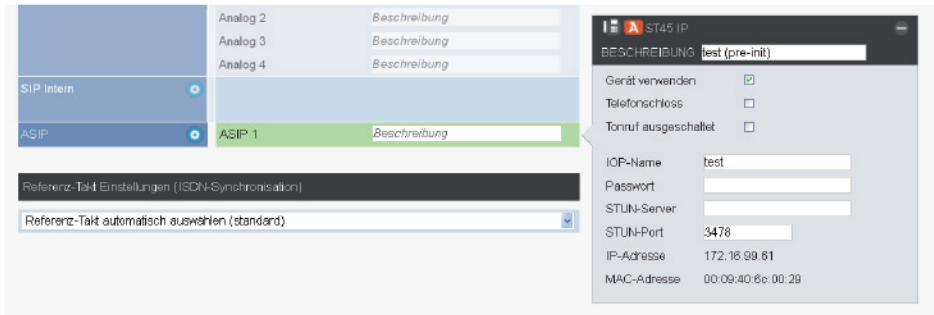 Analog 2 Beschreibung
Analog 3 Beschreibung
Analog 4 Beschreibung
SIP Intern
ASIP ASIP 1 Beschreibung
Referenz-Takt Einstellungen (ISDN-Synchronisation)
Referenz-Takt automatisch auswählen (standard)
A ST45 IP
BESCHREIBUNG test (pre-init)
Gerät verwenden
Telefonschloss
Tonruf ausgeschaltet
IOP-Name test
Passwort
STUN-Server
STUN-Port 3478
IP-Adresse 172.16.99.61
MAC-Adresse 00:09:40:6c:00:29